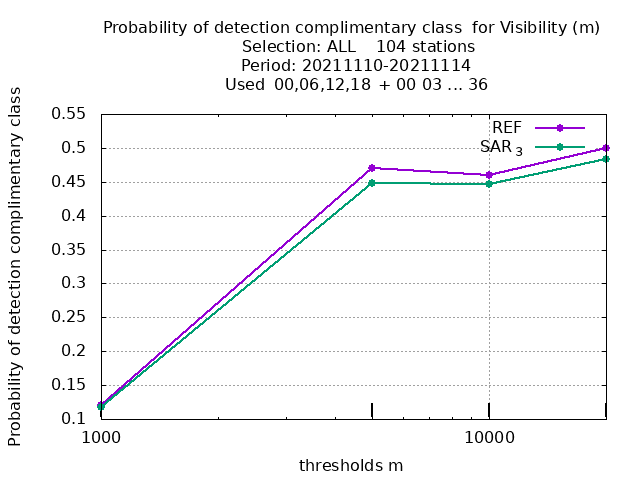 Probability of detection complimentary class  for Visibility (m)
Selection: ALL    104 stations
Period: 20211110-20211114
Used  00,06,12,18 + 00 03 ... 36
Probability of detection complimentary class
0.55
0.5
0.45
0.4
0.35
0.3
0.25
0.2
0.15
0.1
REF
SAR 3
1000
10000
thresholds m